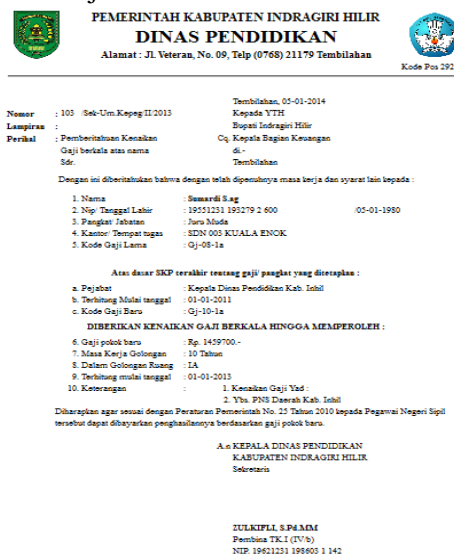 PEMERINTAH KABUPATEN INDRAGIRI HILIR
DINAS PENDIDIKAN
Alamat : Jl. Veteran, No. 09, Telp (0768) 21179 Tembilahan
Kode Pos 292
Tembilahan, 05-01-2014
Nomor : 103 /Sek-Um.Kepeg/II/2013 Kepada YTH
Lampiran : Bupati Indragiri Hilir
Perihal : Pemberitahuan Kenaikan Cq. Kepala Bagian Keuangan
Gaji berkala atas nama di.-
Sdr. Tembilahan
Dengan ini diberitahukan bahwa dengan telah dipenuhnya masa kerja dan syarat lain kepada :
1. Nama : Sumardi S.ag
2. Nip/ Tanggal Lahir : 19551231 193279 2 600 /05-01-1980
3. Pangkat/ Jabatan : Juru Muda
4. Kantor/ Tempat tugas : SDN 003 KUALA ENOK
5. Kode Gaji Lama : Gj-08-1a
Atas dasar SKP terakhir tentang gaji/ pangkat yang ditetapkan :
a. Pejabat : Kepala Dinas Pendidikan Kab. Inhil
b. Terhitung Mulai tanggal : 01-01-2011
c. Kode Gaji Baru : Gj-10-1a
DIBERIKAN KENAIKAN GAJI BERKALA HINGGA MEMPEROLEH :
6. Gaji pokok baru : Rp. 1459700.-
7. Masa Kerja Golongan : 10 Tahun
8. Dalam Golongan Ruang : IA
9. Terhitung mulai tanggal : 01-01-2013
10. Keterangan : 1. Kenaikan Gaji Yad :
2. Ybs. PNS Daerah Kab. Inhil
Diharapkan agar sesuai dengan Peraturan Pemerintah No. 25 Tahun 2010 kepada Pegawai Negeri Sipil
tersebut dapat dibayarkan penghasilannya berdasarkan gaji pokok baru.
A.n KEPALA DINAS PENDIDIKAN
KABUPATEN INDRAGIRI HILIR
Sekretaris
ZULKIFLI, S.Pd.MM
Pembina TK.I (IV/b)
NIP. 19621231 198603 1 142